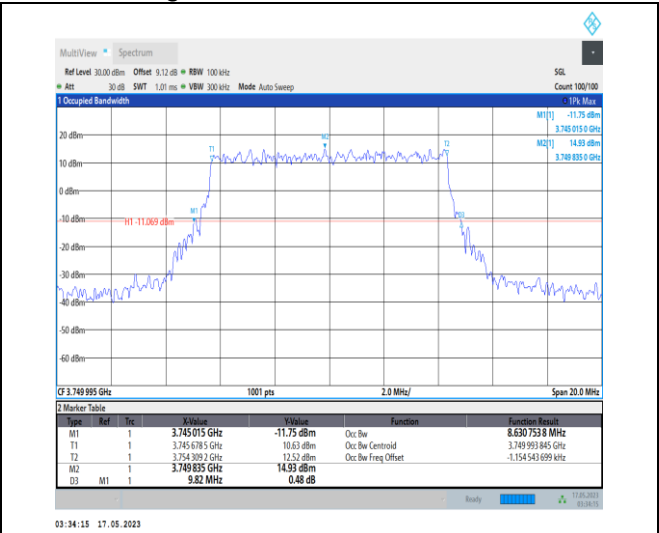 MultiView Spectrum
Ref Level 30.00 dBm Offset 9.12 dB RBW 100 kHz SGL
Att 30 dB SWT 1.01 ms VBW 300 kHz Mode Auto Sweep Count 100/100
1 Occupied Bandwidth 1Pk Max
M1[1] -11.75 dBm
3.745 015 0 GHz
M2[1] 14.93 dBm
3.749 835 0 GHz
20 dBm
M2
T1
T2
10 dBm
0 dBm
M1
-10 dBm
H1 -11.069 dBm
-20 dBm
-30 dBm
-40 dBm
-50 dBm
-60 dBm
CF 3.749 995 GHz 1001 pts 2.0 MHz/ Span 20.0 MHz
2 Marker Table
Type Ref Trc X-Value Y-Value Function Function Result
M1 1 3.745 015 GHz -11.75 dBm Occ Bw 8.630 753 8 MHz
T1 1 3.745 678 5 GHz 10.63 dBm Occ Bw Centroid 3.749 993 845 GHz
T2 1 3.754 309 2 GHz 12.52 dBm Occ Bw Freq Offset -1.154 543 699 kHz
M2 1 3.749 835 GHz 14.93 dBm
D3 M1 1 9.82 MHz 0.48 dB
Ready 17.05.2023
03:34:15
03:34:15 17.05.2023